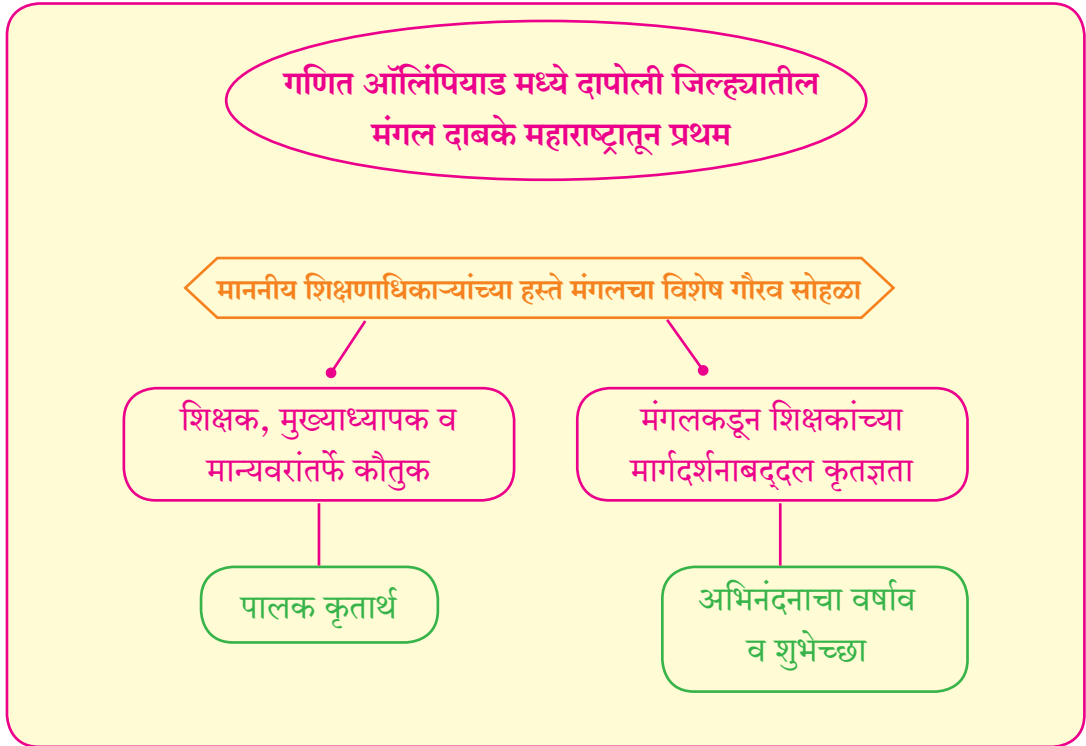 गणित ऑलिंपियाड मध्ये दापोली जिल्ह्यातील
मंगल दाबके महाराष्ट्रातून प्रथम
माननीय शिक्षणाधिकाऱ्यांच्या हस्ते मंगलचा विशेष गौरव सोहळा
शिक्षक, मुख्याध्यापक व
मान्यवरांतर्फे कौतुक
मंगलकडून शिक्षकांच्या
मार्गदर्शनाबद्‌दल कृतज्ञता
पालक कृतार्थ
अभिनंदनाचा वर्षाव
व शुभेच्छा